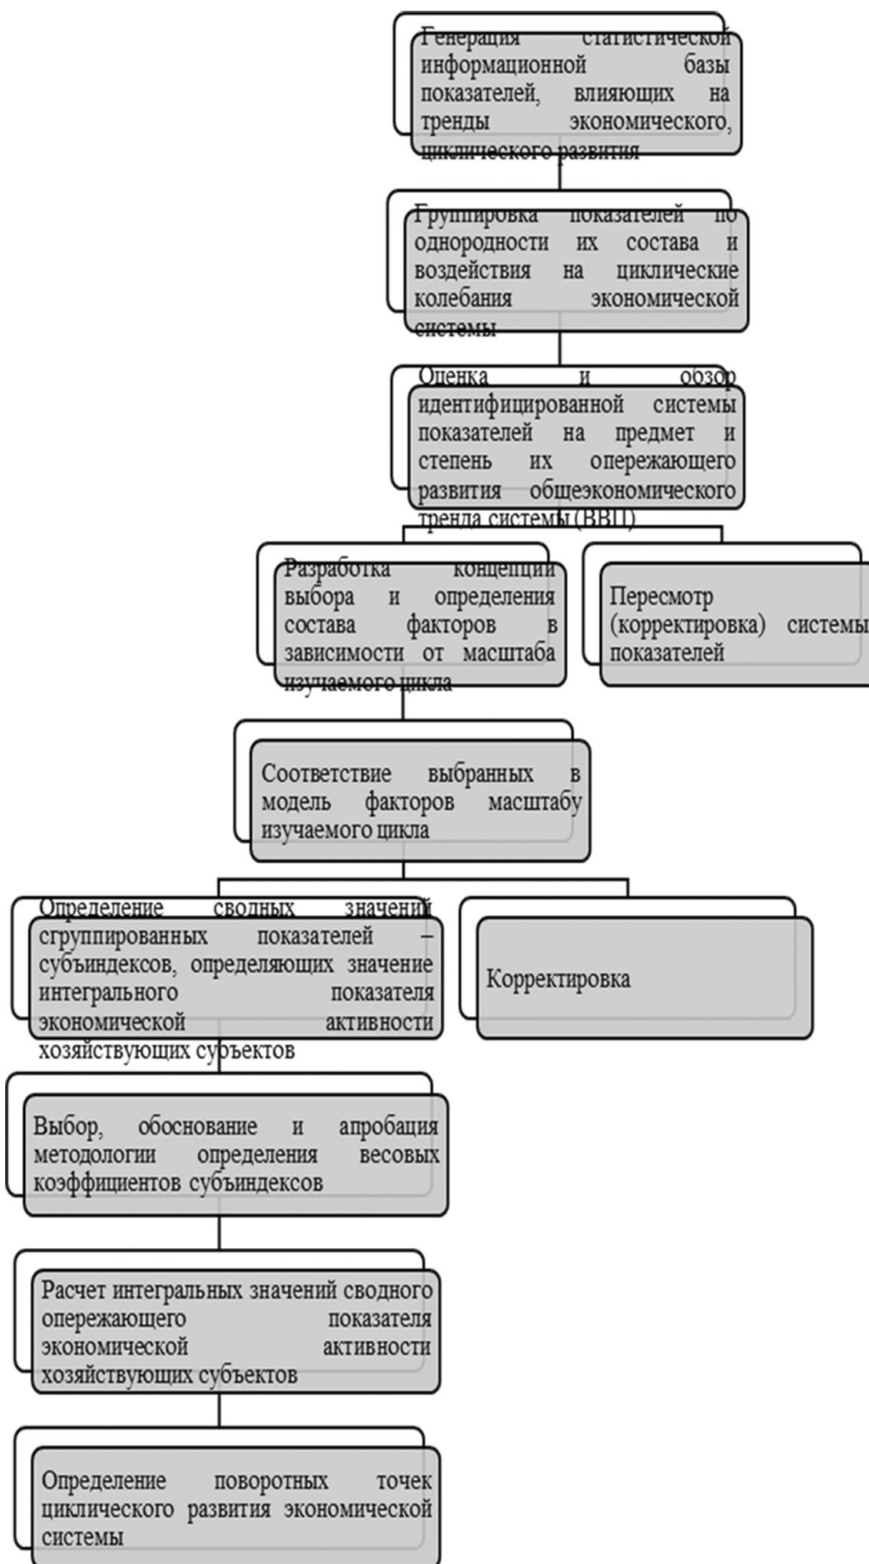 Генерация статистической
информационной базы
показателей, влияющих на
тренды экономического,
циклического развития
Группировка показателей по
однородности их состава и
воздействия на циклические
колебания экономической
системы
Оценка и обзор
идентифицированной системы
показателей на предмет и
степень их опережающего
развития общеэкономического
тренда системы (ВВП)
Разработка концепции
выбора и определения
состава факторов в
зависимости от масштаба
изучаемого цикла
Пересмотр
(корректировка) системы
показателей
Соответствие выбранных в
модель факторов масштабу
изучаемого цикла
Определение сводных значений
сгруппированных показателей –
субъиндексов, определяющих значение
интегрального показателя
экономической активности
хозяйствующих субъектов
Корректировка
Выбор, обоснование и апробация
методологии определения весовых
коэффициентов субъиндексов
Расчет интегральных значений сводного
опережающего показателя
экономической активности
хозяйствующих субъектов
Определение поворотных точек
циклического развития экономической
системы